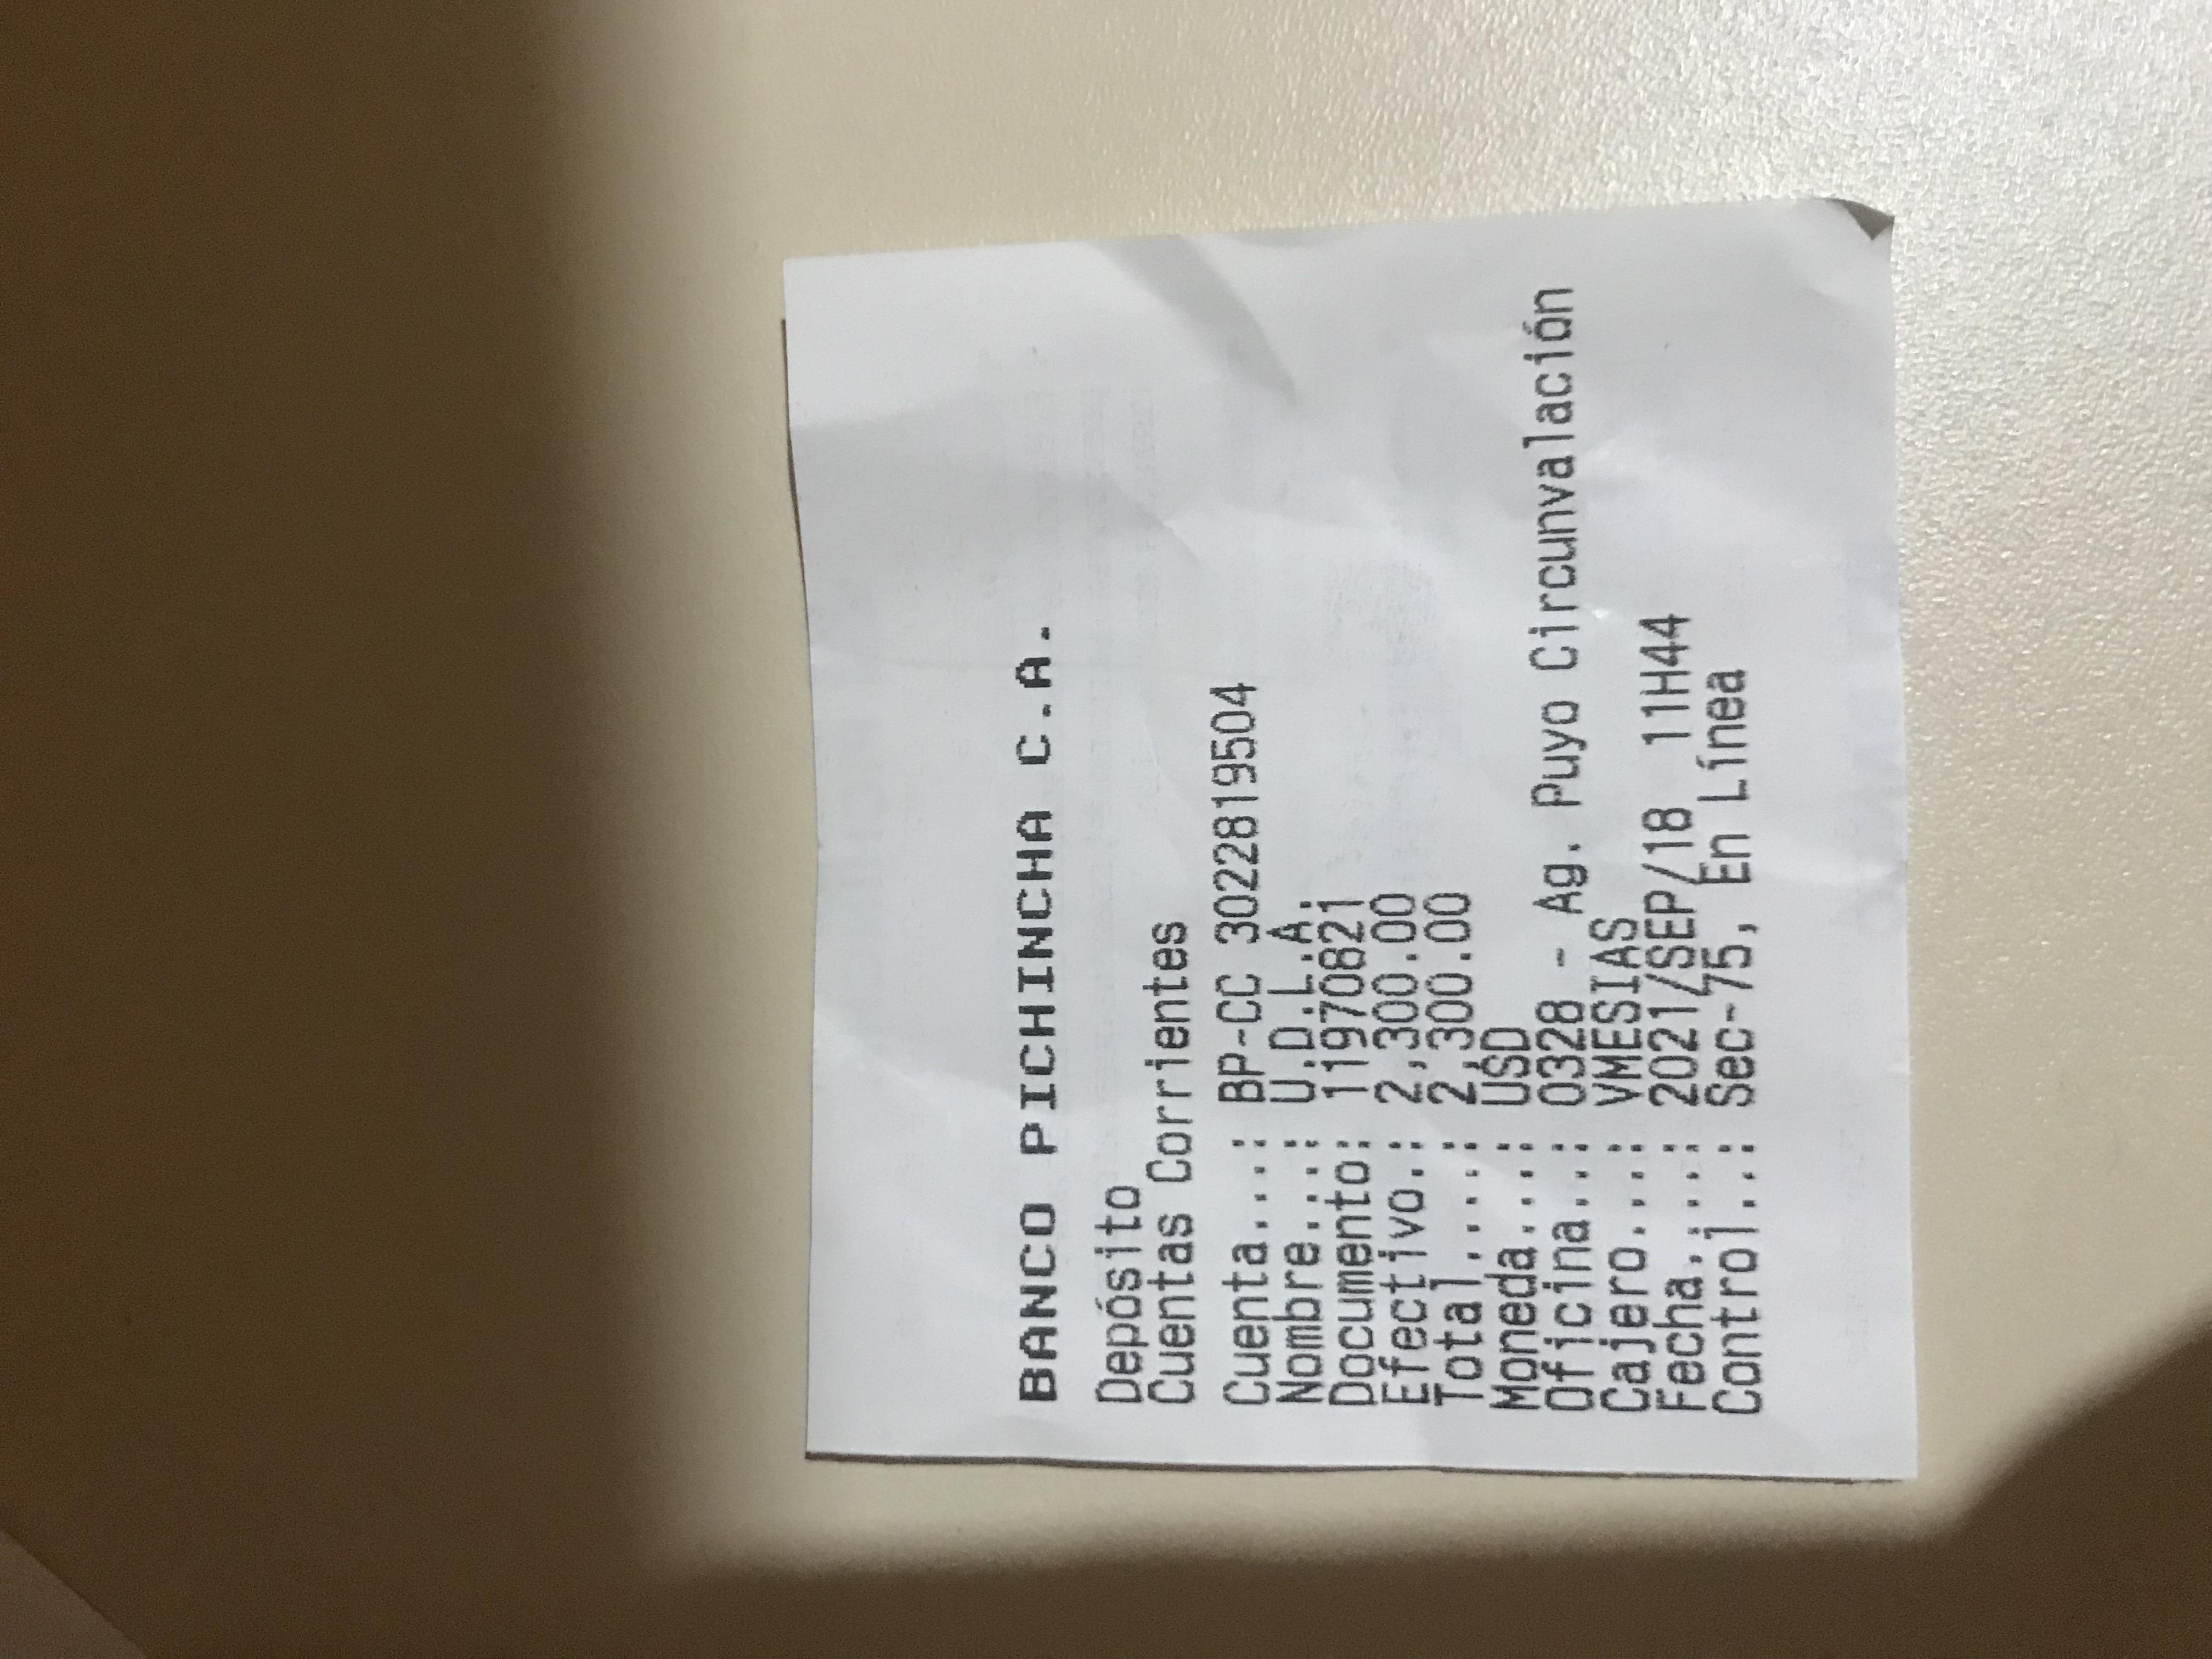 BANCO PICHINCHA C.A.
Depósito
Cuentas Corrientes
Cuenta....: BP-CC 3022819504
Nombre....: U.D.L.A.
Documento: 119708821
Efectivo.: 2,300.00
Total.....: 2,300.00
Moneda....: USD
Oficina...: 0328 - Ag. Puyo Circunvalación
Cajero....: VMESIAS
Fecha.....: 2021/SEP/18 11H44
Control...: Sec-75, En Línea